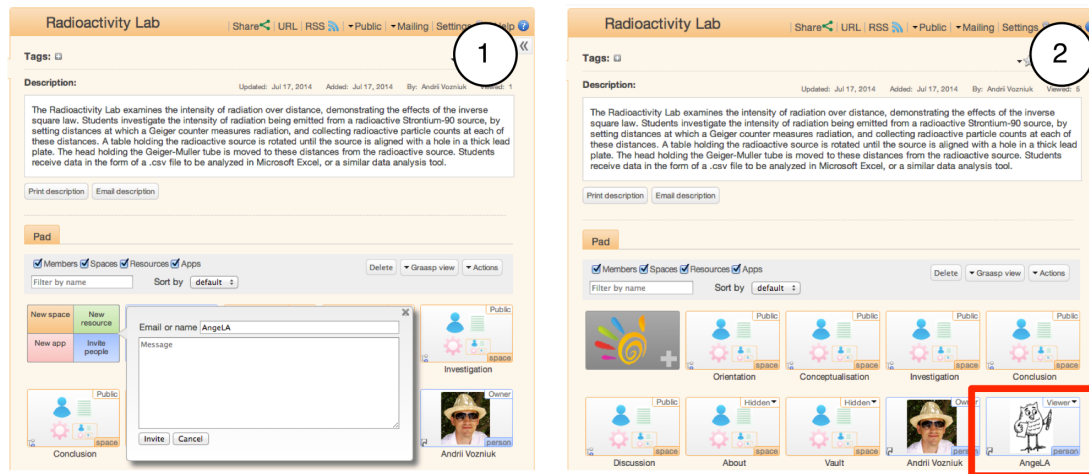 Radioactivity Lab
Share | URL | RSS | Public | Mailing | Settings
1
Tags:
Description:
Updated: Jul 17, 2014 Added: Jul 17, 2014 By: Andrii Vozniuk Viewed: 1
The Radioactivity Lab examines the intensity of radiation over distance, demonstrating the effects of the inverse
square law. Students investigate the intensity of radiation being emitted from a radioactive Strontium-90 source, by
setting distances at which a Geiger counter measures radiation, and collecting radioactive particle counts at each of
these distances. A table holding the radioactive source is rotated until the source is aligned with a hole in a thick lead
plate. The head holding the Geiger-Muller tube is moved to these distances from the radioactive source. Students
receive data in the form of a .csv file to be analyzed in Microsoft Excel, or a similar data analysis tool.
Print description Email description
Pad
Members Spaces Resources Apps
Delete Graasp view Actions
Filter by name Sort by default
New space New resource
New app Invite people
Email or name AngeLA
Message
Invite Cancel
Public
space
Investigation
Public
space
Conclusion
Owner
person
Andrii Vozniuk
Radioactivity Lab
Share | URL | RSS | Public | Mailing | Settings
2
Tags:
Description:
Updated: Jul 17, 2014 Added: Jul 17, 2014 By: Andrii Vozniuk Viewed: 5
The Radioactivity Lab examines the intensity of radiation over distance, demonstrating the effects of the inverse
square law. Students investigate the intensity of radiation being emitted from a radioactive Strontium-90 source, by
setting distances at which a Geiger counter measures radiation, and collecting radioactive particle counts at each of
these distances. A table holding the radioactive source is rotated until the source is aligned with a hole in a thick lead
plate. The head holding the Geiger-Muller tube is moved to these distances from the radioactive source. Students
receive data in the form of a .csv file to be analyzed in Microsoft Excel, or a similar data analysis tool.
Print description Email description
Pad
Members Spaces Resources Apps
Delete Graasp view Actions
Filter by name Sort by default
Public Public Public Public
space space space space
Orientation Conceptualisation Investigation Conclusion
Public Hidden Hidden Owner Viewer
space space space person person
Discussion About Vault Andrii Vozniuk AngeLA